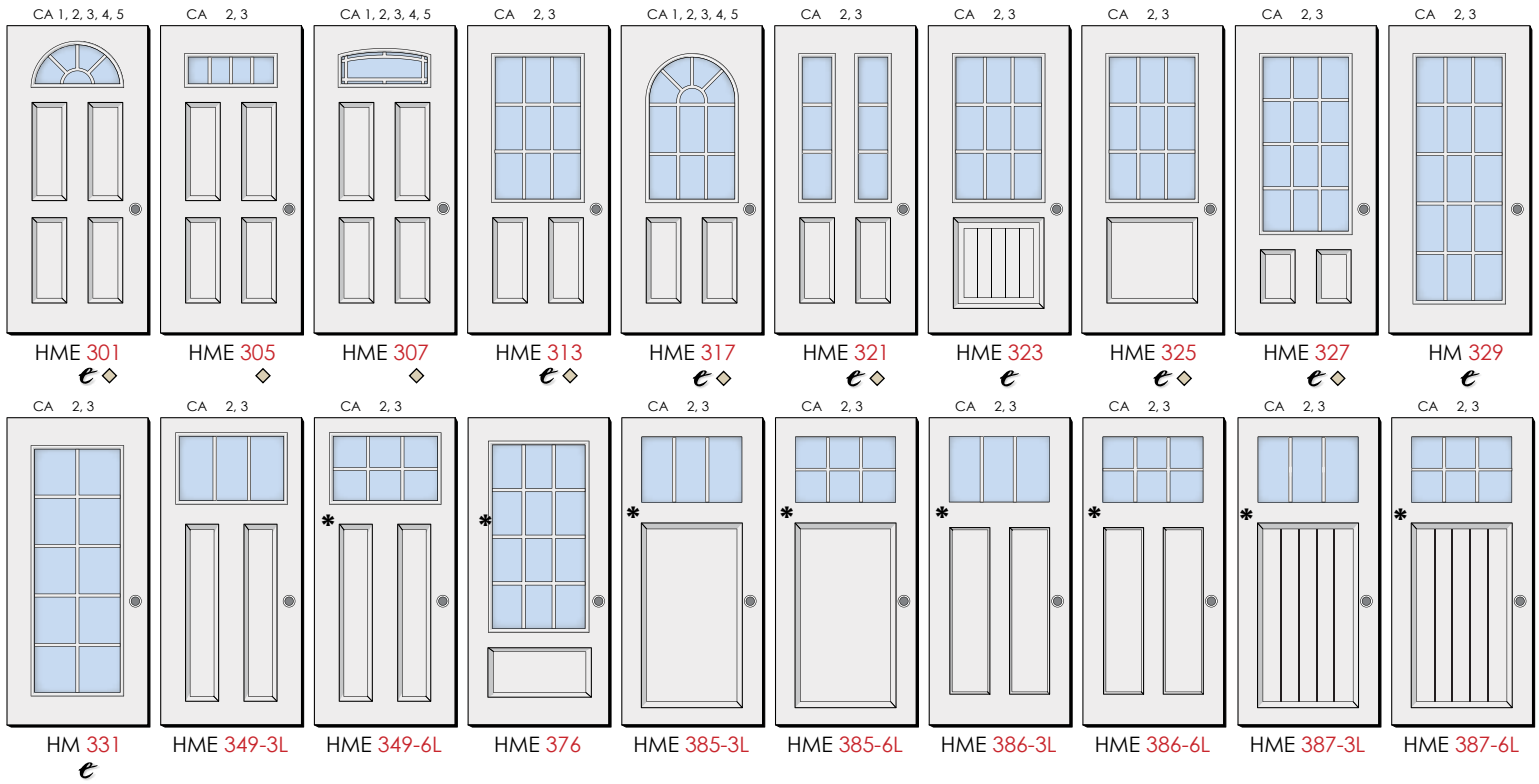 CA 1, 2, 3, 4, 5 CA 2, 3 CA 1, 2, 3, 4, 5 CA 2, 3 CA 1, 2, 3, 4, 5 CA 2, 3 CA 2, 3 CA 2, 3 CA 2, 3 CA 2, 3
HME 301 HME 305 HME 307 HME 313 HME 317 HME 321 HME 323 HME 325 HME 327 HM 329
e e e e e e e e
CA 2, 3 CA 2, 3 CA 2, 3 CA 2, 3 CA 2, 3 CA 2, 3 CA 2, 3 CA 2, 3 CA 2, 3
* * * * * * * *
HM 331 HME 349-3L HME 349-6L HME 376 HME 385-3L HME 385-6L HME 386-3L HME 386-6L HME 387-3L HME 387-6L
e